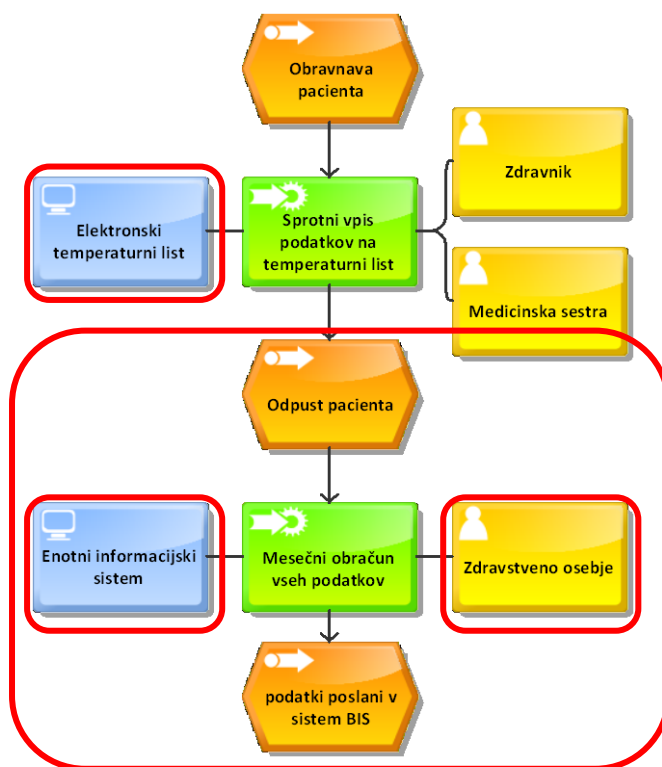 Obravnava
pacienta
Elektronski
temperaturni list
Sprotni vpis
podatkov na
temperaturni list
Zdravnik
Medicinska sestra
Odpust pacienta
Enotni informacijski
sistem
Mesečni obračun
vseh podatkov
Zdravstveno osebje
podatki poslani v
sistem BIS